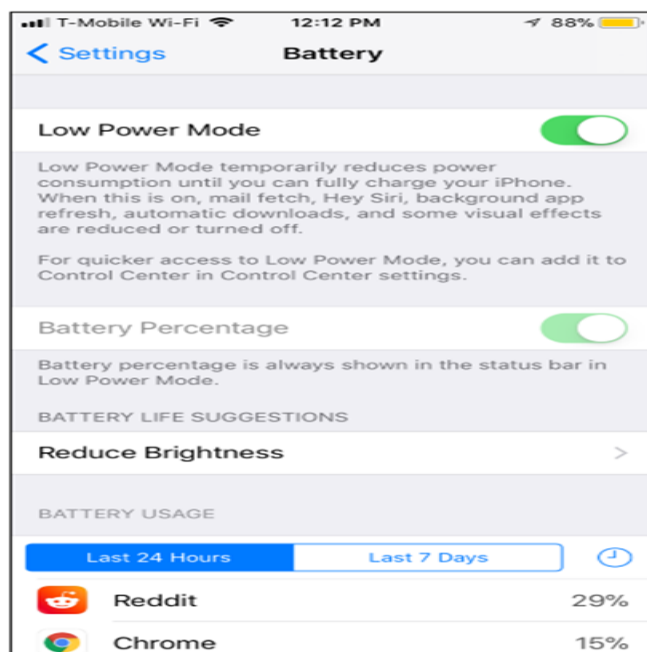 T-Mobile Wi-Fi 12:12 PM 88%
Settings Battery
Low Power Mode
Low Power Mode temporarily reduces power
consumption until you can fully charge your iPhone.
When this is on, mail fetch, Hey Siri, background app
refresh, automatic downloads, and some visual effects
are reduced or turned off.
For quicker access to Low Power Mode, you can add it to
Control Center in Control Center settings.
Battery Percentage
Battery percentage is always shown in the status bar in
Low Power Mode.
BATTERY LIFE SUGGESTIONS
Reduce Brightness
BATTERY USAGE
Last 24 Hours Last 7 Days
Reddit 29%
Chrome 15%